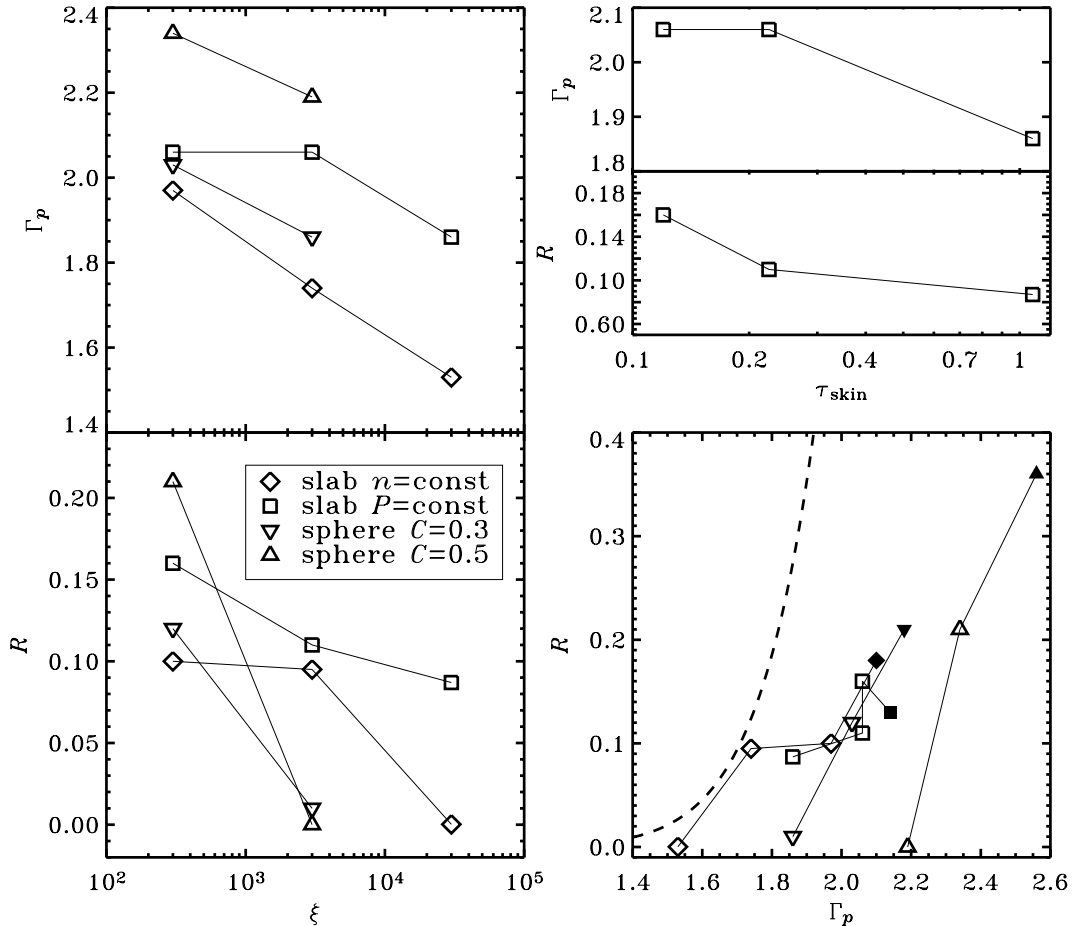 2.4
2.2
2.0
1.8
1.6
1.4
Γp
0.20
0.15
0.10
0.05
0.00
R
slab n=const
slab P=const
sphere C=0.3
sphere C=0.5
10² 10³ 10⁴ 10⁵
ξ
2.1
2.0
1.9
1.8
Γp
0.18
0.14
0.10
0.60
R
0.1 0.2 0.4 0.7 1
τskin
0.4
0.3
0.2
0.1
0.0
R
1.4 1.6 1.8 2.0 2.2 2.4 2.6
Γp